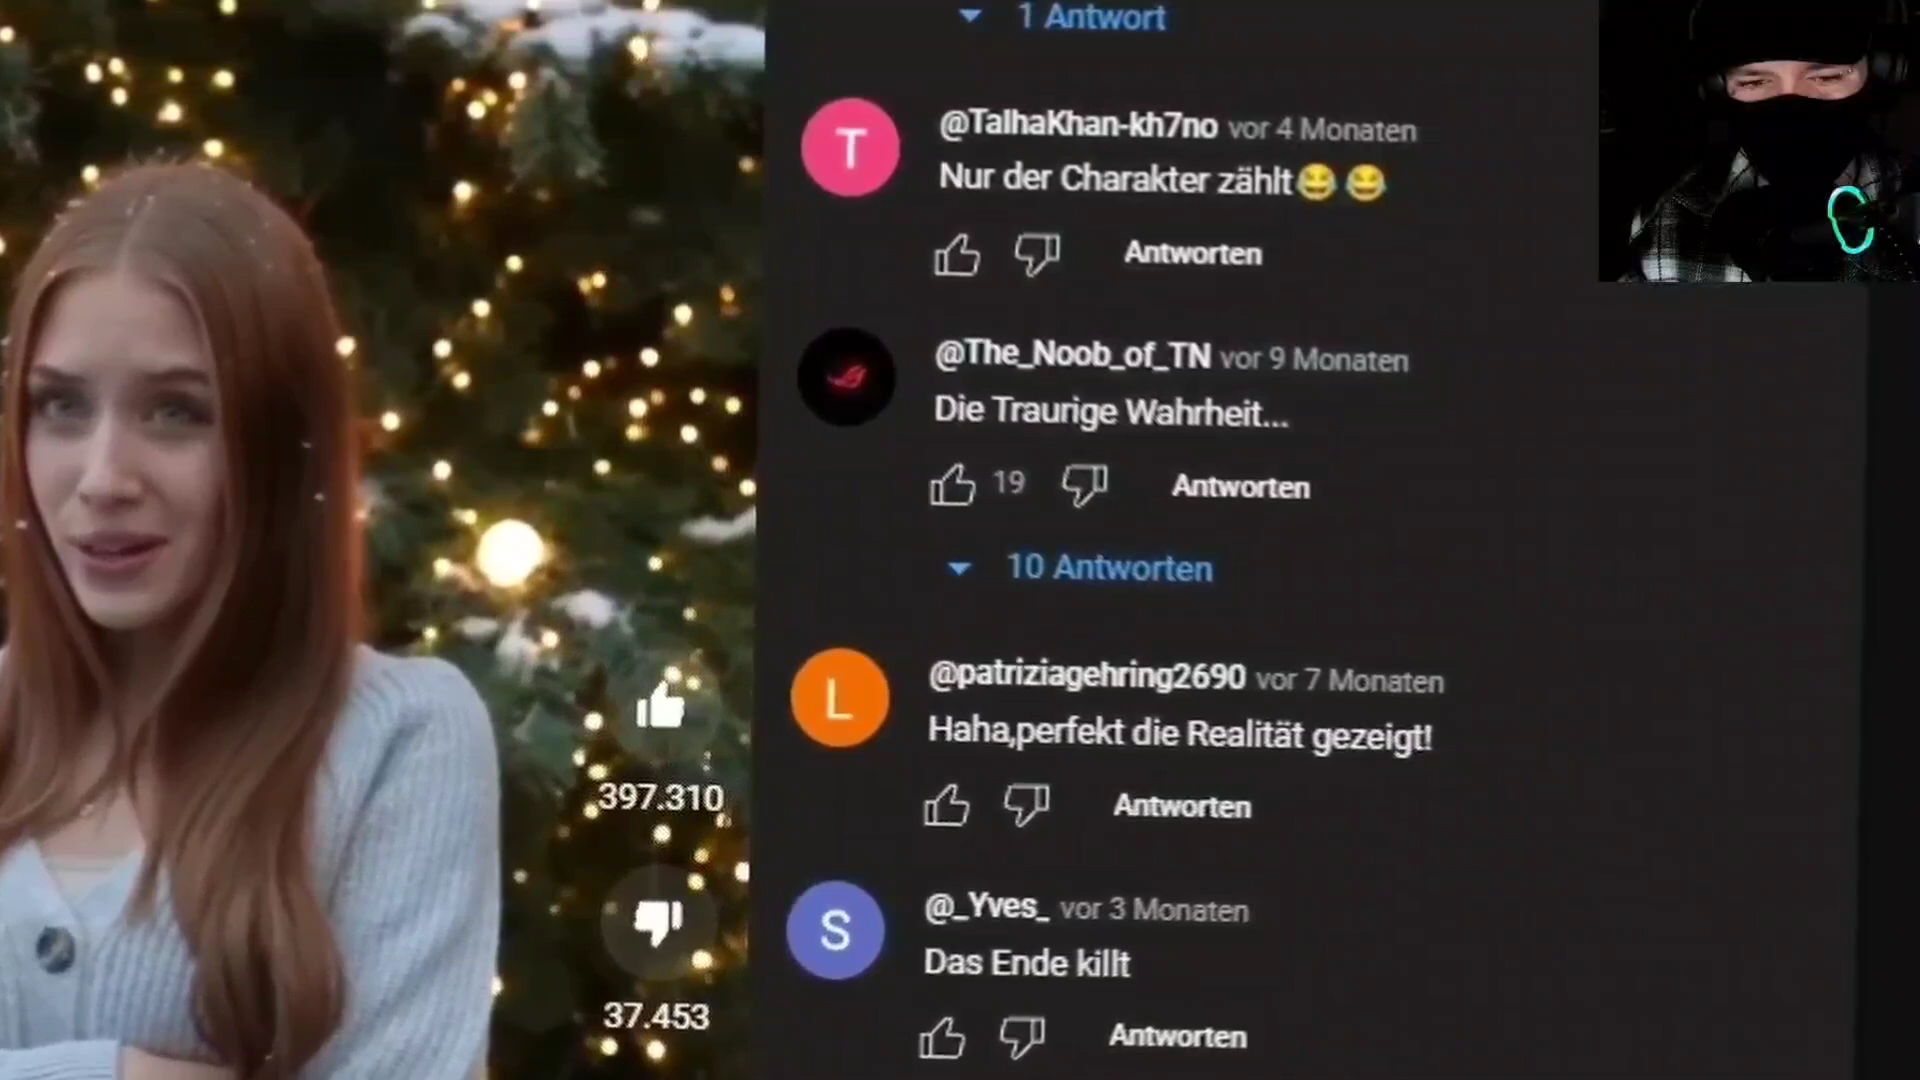 1 Antwort
T
@TalhaKhan-kh7no vor 4 Monaten
Nur der Charakter zählt😂😂
Antworten
@The_Noob_of_TN vor 9 Monaten
Die Traurige Wahrheit...
19 Antworten
10 Antworten
L
@patriziagehring2690 vor 7 Monaten
Haha,perfekt die Realität gezeigt!
Antworten
S
@_Yves_ vor 3 Monaten
Das Ende killt
Antworten
397.310
37.453